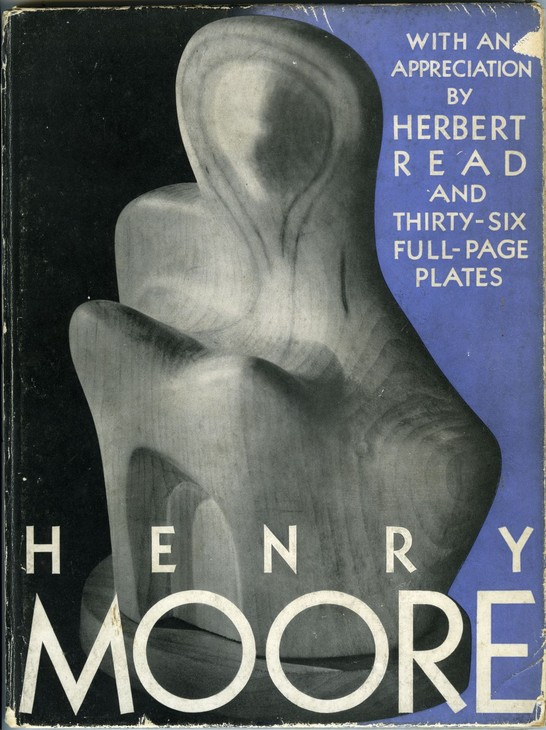 WITH AN
APPRECIATION
BY
HERBERT
READ
AND
THIRTY-SIX
FULL-PAGE
PLATES
HENRY
MOORE